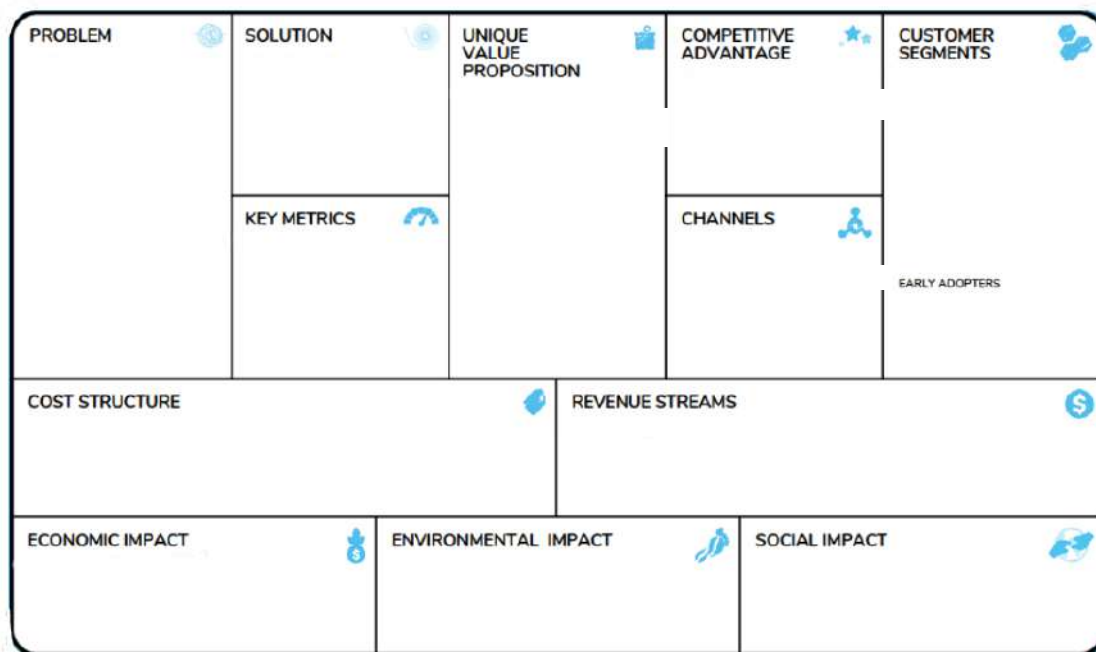 PROBLEM
SOLUTION
UNIQUE
VALUE
PROPOSITION
COMPETITIVE
ADVANTAGE
CUSTOMER
SEGMENTS
KEY METRICS
CHANNELS
EARLY ADOPTERS
COST STRUCTURE
REVENUE STREAMS
ECONOMIC IMPACT
ENVIRONMENTAL IMPACT
SOCIAL IMPACT